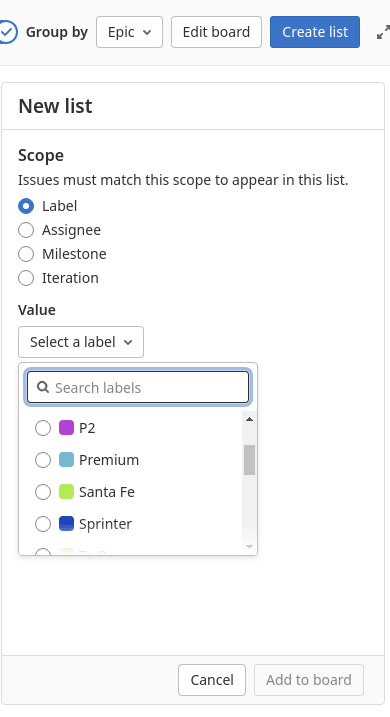 Group by Epic Edit board Create list
New list
Scope
Issues must match this scope to appear in this list.
Label
Assignee
Milestone
Iteration
Value
Select a label
Search labels
P2
Premium
Santa Fe
Sprinter
Cancel Add to board